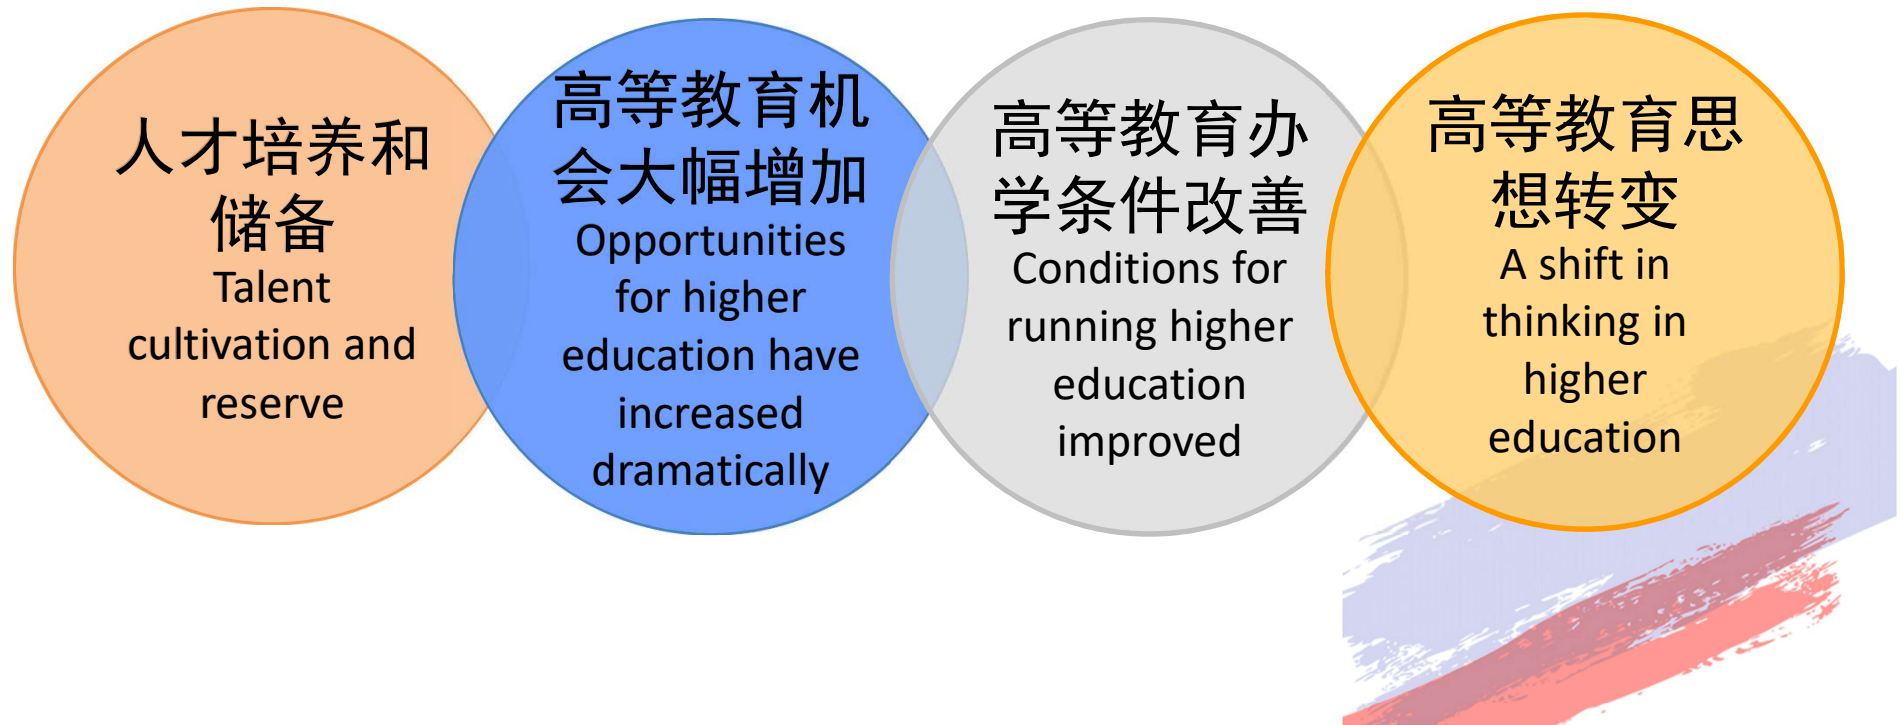 人才培养和
储备
Talent
cultivation and
reserve
高等教育机
会大幅增加
Opportunities
for higher
education have
increased
dramatically
高等教育办
学条件改善
Conditions for
running higher
education
improved
高等教育思
想转变
A shift in
thinking in
higher
education